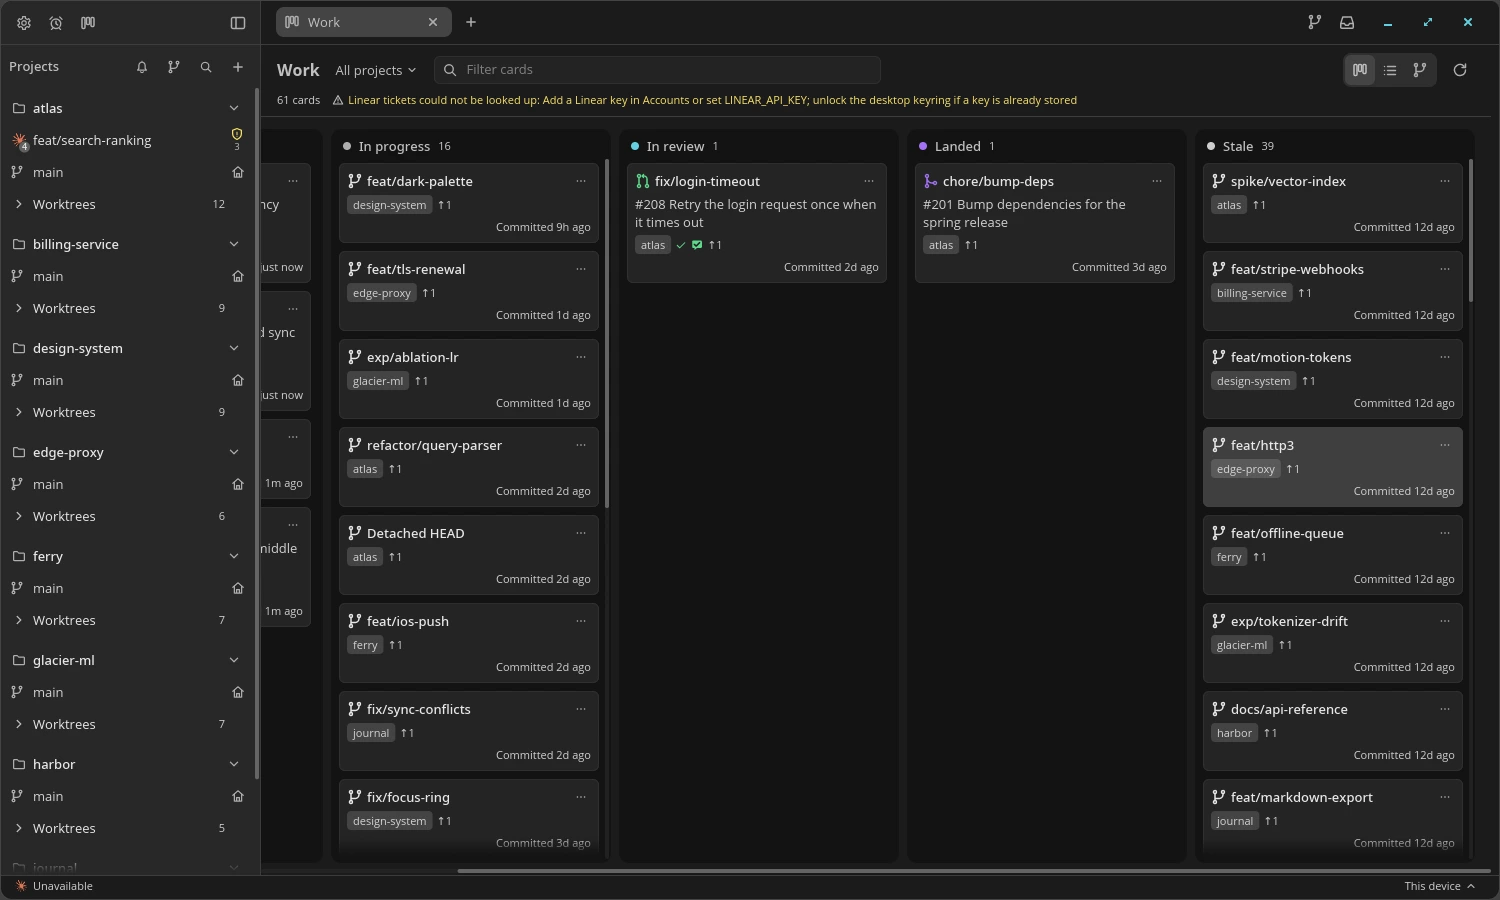 Work
Projects
atlas
feat/search-ranking
4
3
main
Worktrees 12
billing-service
main
Worktrees 9
design-system
main
Worktrees 9
edge-proxy
main
Worktrees 6
ferry
main
Worktrees 7
glacier-ml
main
Worktrees 7
harbor
main
Worktrees 5
journal
Unavailable
Work All projects Filter cards
61 cards Linear tickets could not be looked up: Add a Linear key in Accounts or set LINEAR_API_KEY; unlock the desktop keyring if a key is already stored
just now
d sync
just now
1m ago
middle
1m ago
In progress 16
feat/dark-palette
design-system ↑1
Committed 9h ago
feat/tls-renewal
edge-proxy ↑1
Committed 1d ago
exp/ablation-lr
glacier-ml ↑1
Committed 1d ago
refactor/query-parser
atlas ↑1
Committed 2d ago
Detached HEAD
atlas ↑1
Committed 2d ago
feat/ios-push
ferry ↑1
Committed 2d ago
fix/sync-conflicts
journal ↑1
Committed 2d ago
fix/focus-ring
design-system ↑1
Committed 3d ago
In review 1
fix/login-timeout
#208 Retry the login request once when
it times out
atlas ↑1
Committed 2d ago
Landed 1
chore/bump-deps
#201 Bump dependencies for the
spring release
atlas ↑1
Committed 3d ago
Stale 39
spike/vector-index
atlas ↑1
Committed 12d ago
feat/stripe-webhooks
billing-service ↑1
Committed 12d ago
feat/motion-tokens
design-system ↑1
Committed 12d ago
feat/http3
edge-proxy ↑1
Committed 12d ago
feat/offline-queue
ferry ↑1
Committed 12d ago
exp/tokenizer-drift
glacier-ml ↑1
Committed 12d ago
docs/api-reference
harbor ↑1
Committed 12d ago
feat/markdown-export
journal ↑1
Committed 12d ago
This device